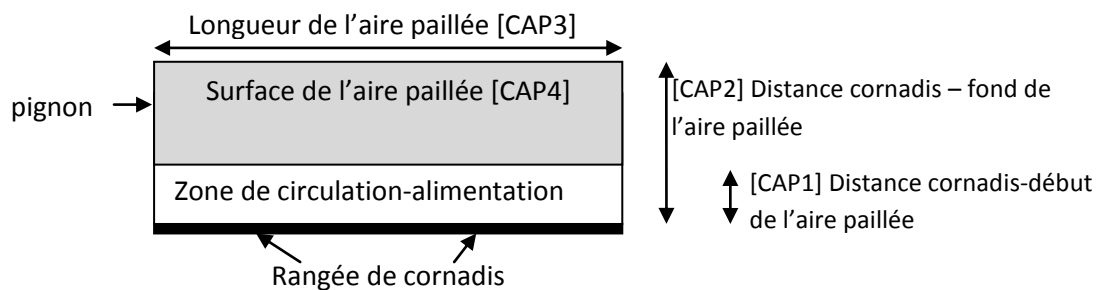 Longueur de l’aire paillée [CAP3]
pignon
Surface de l’aire paillée [CAP4]
[CAP2] Distance cornadis – fond de
l’aire paillée
Zone de circulation-alimentation
[CAP1] Distance cornadis-début
de l’aire paillée
Rangée de cornadis